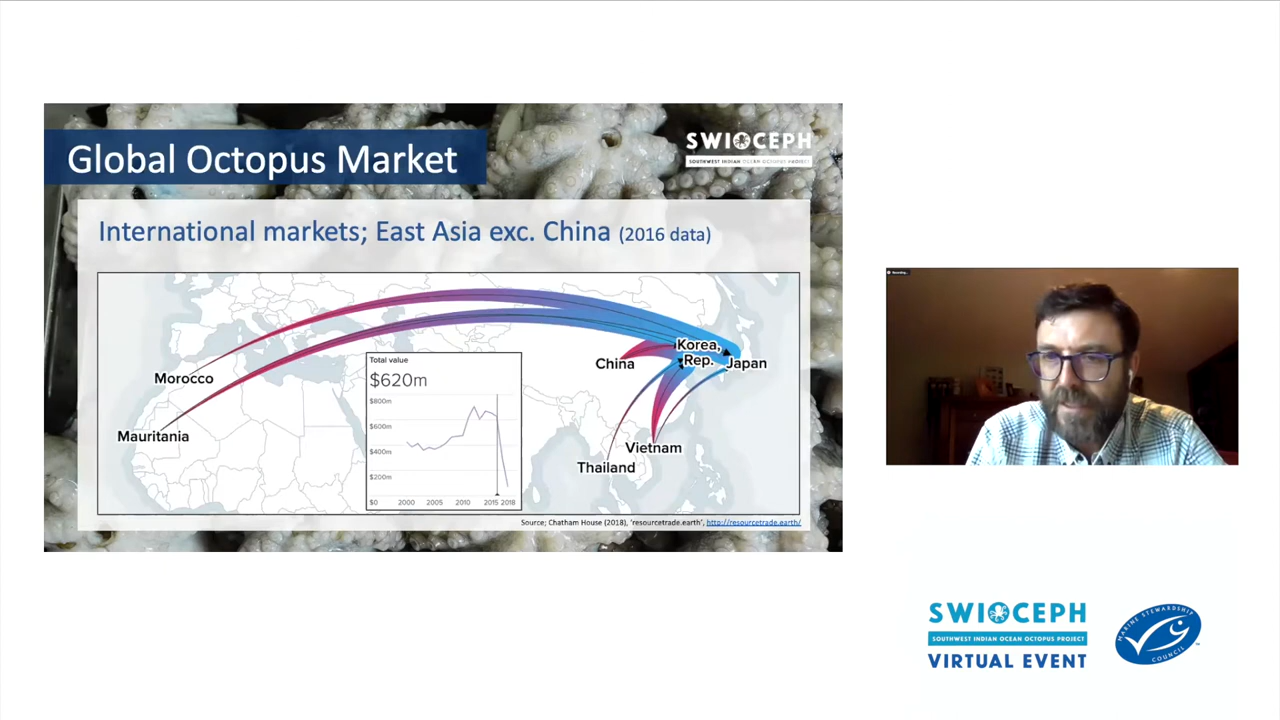 Global Octopus Market
SWIOCEPH
SOUTHWEST INDIAN OCEAN OCTOPUS PROJECT
International markets; East Asia exc. China (2016 data)
Morocco
Mauritania
China
Korea,
Rep.
Japan
Vietnam
Thailand
Total value
$620m
$800m
$600m
$400m
$200m
$0
2000
2005
2010
2015
2018
Source; Chatham House (2018), 'resourcetrade.earth', http://resourcetrade.earth/
Recording...
SWIOCEPH
SOUTHWEST INDIAN OCEAN OCTOPUS PROJECT
VIRTUAL EVENT
MARINE STEWARDSHIP
COUNCIL
TM